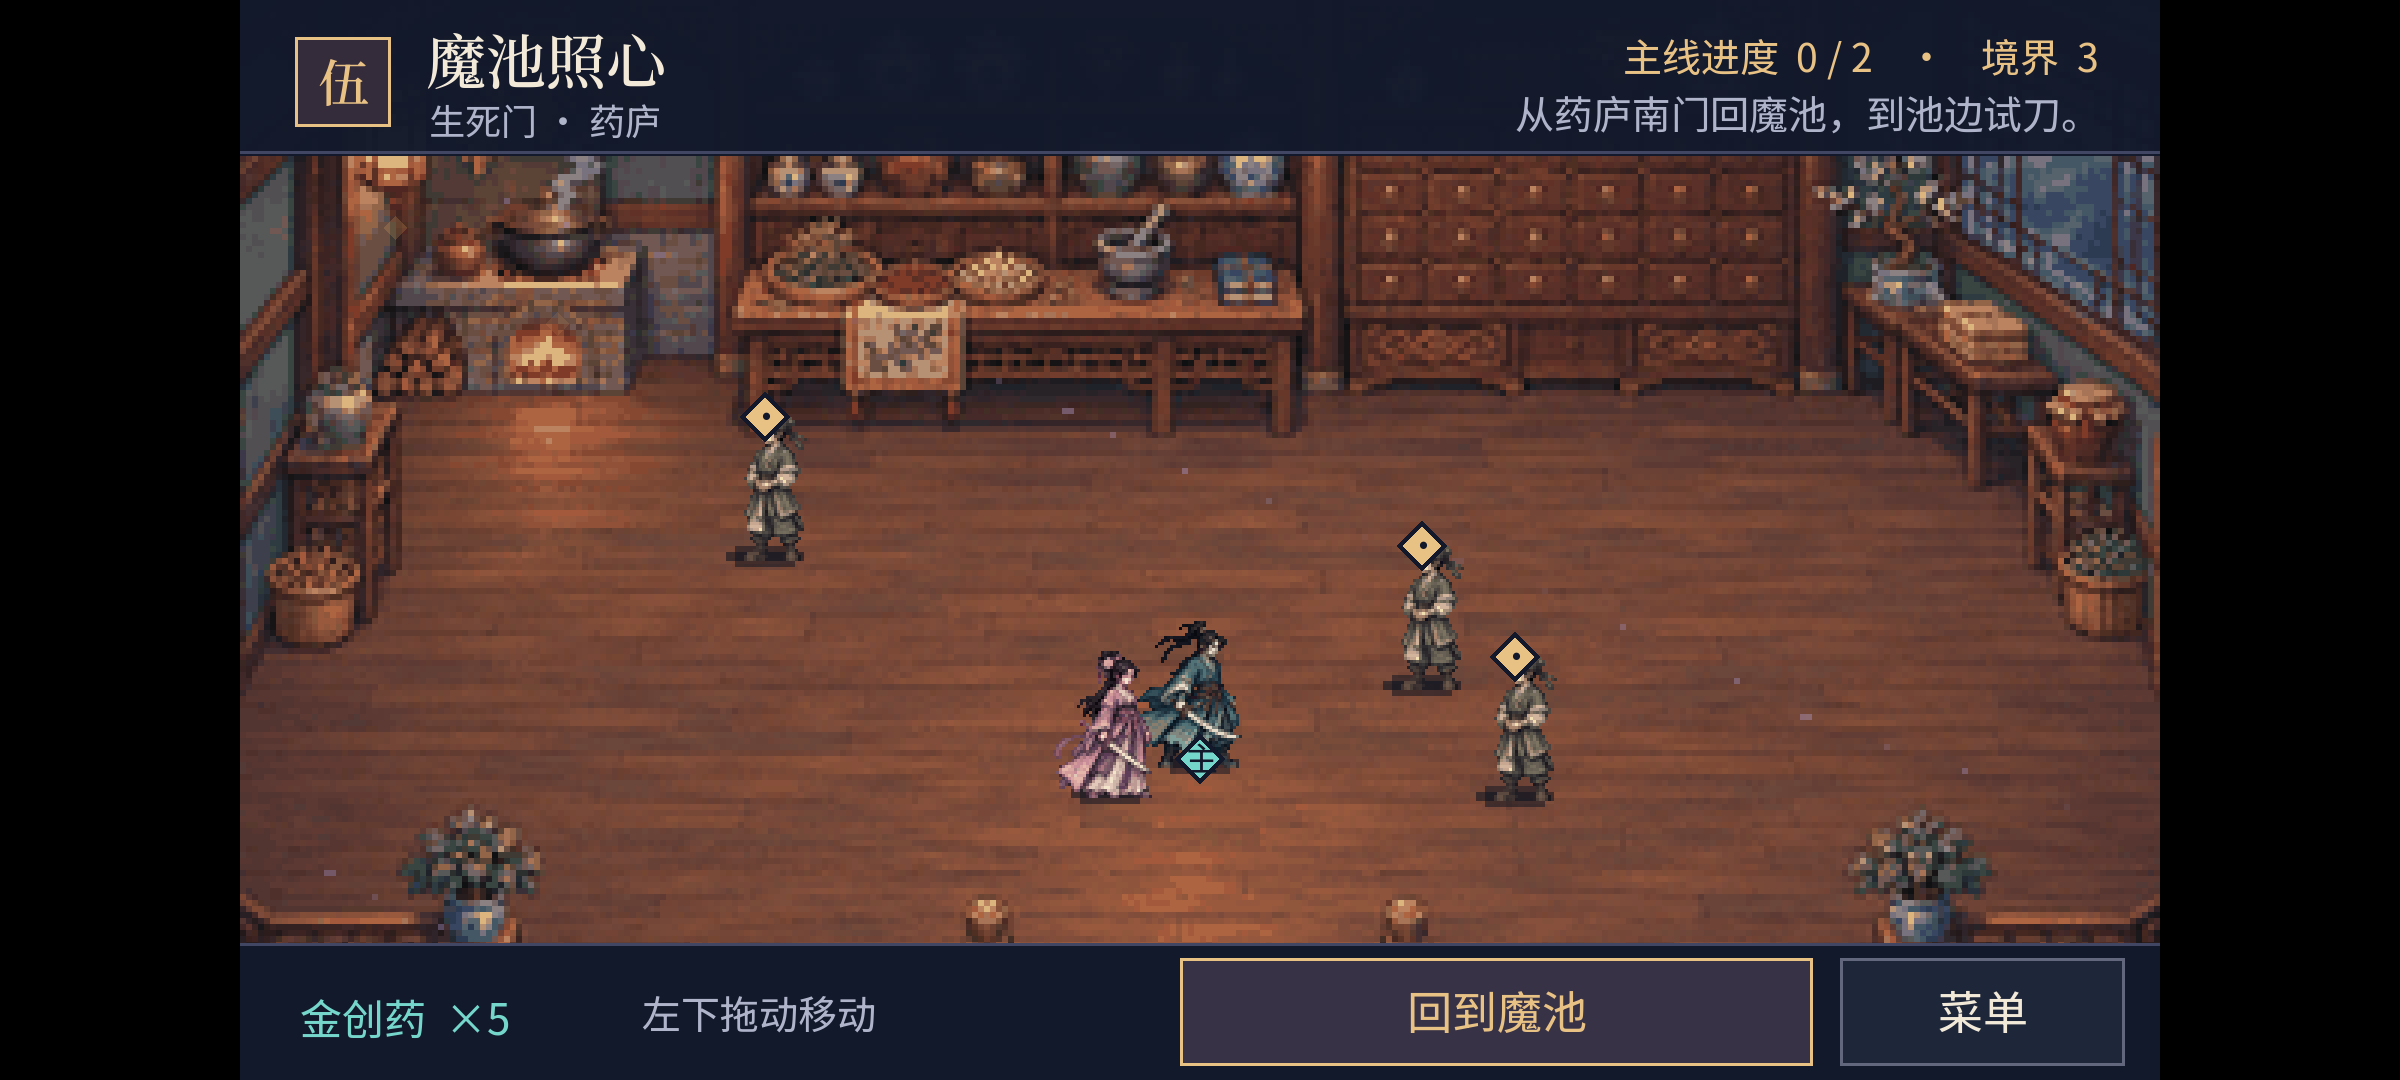 伍
魔池照心
生死门 · 药庐
主线进度 0 / 2 · 境界 3
从药庐南门回魔池，到池边试刀。
主
金创药 ×5
左下拖动移动
回到魔池
菜单